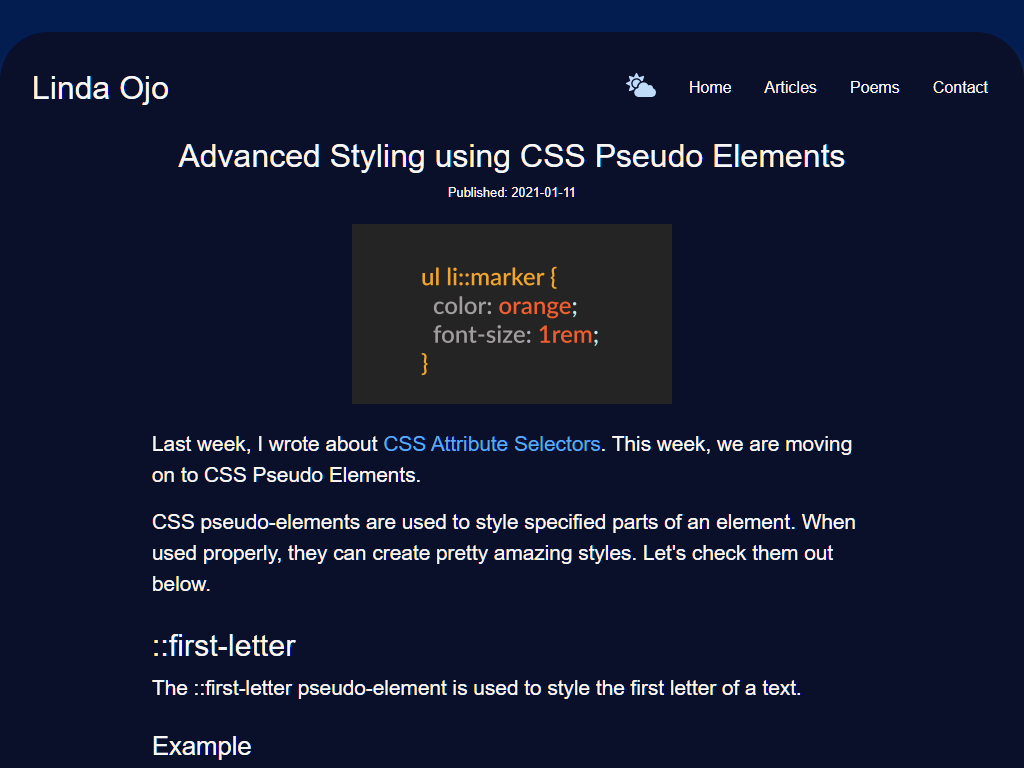 Linda Ojo
Home Articles Poems Contact
Advanced Styling using CSS Pseudo Elements
Published: 2021-01-11
ul li::marker {
color: orange;
font-size: 1rem;
}
Last week, I wrote about CSS Attribute Selectors. This week, we are moving
on to CSS Pseudo Elements.
CSS pseudo-elements are used to style specified parts of an element. When
used properly, they can create pretty amazing styles. Let's check them out
below.
::first-letter
The ::first-letter pseudo-element is used to style the first letter of a text.
Example